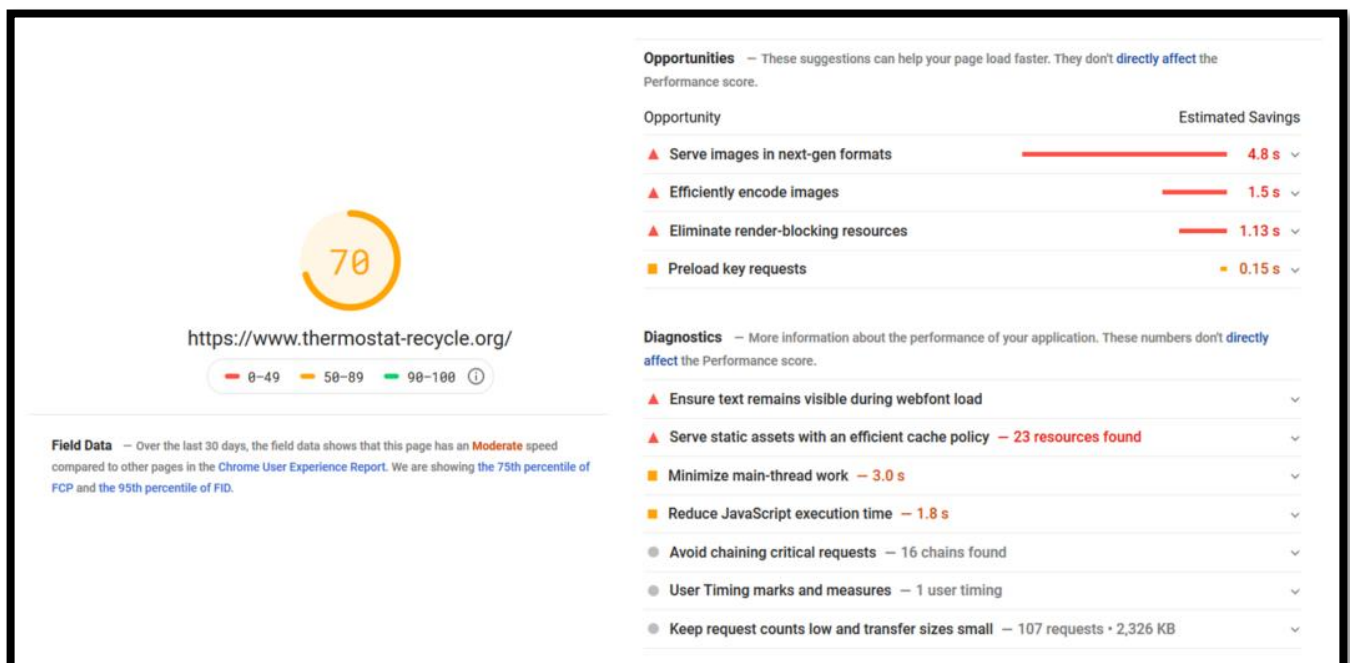 70
https://www.thermostat-recycle.org/
0–49 50–89 90–100
Field Data — Over the last 30 days, the field data shows that this page has an Moderate speed
compared to other pages in the Chrome User Experience Report. We are showing the 75th percentile of
FCP and the 95th percentile of FID.
Opportunities — These suggestions can help your page load faster. They don't directly affect the
Performance score.
Opportunity Estimated Savings
Serve images in next-gen formats 4.8 s
Efficiently encode images 1.5 s
Eliminate render-blocking resources 1.13 s
Preload key requests 0.15 s
Diagnostics — More information about the performance of your application. These numbers don't directly
affect the Performance score.
Ensure text remains visible during webfont load
Serve static assets with an efficient cache policy — 23 resources found
Minimize main-thread work — 3.0 s
Reduce JavaScript execution time — 1.8 s
Avoid chaining critical requests — 16 chains found
User Timing marks and measures — 1 user timing
Keep request counts low and transfer sizes small — 107 requests • 2,326 KB